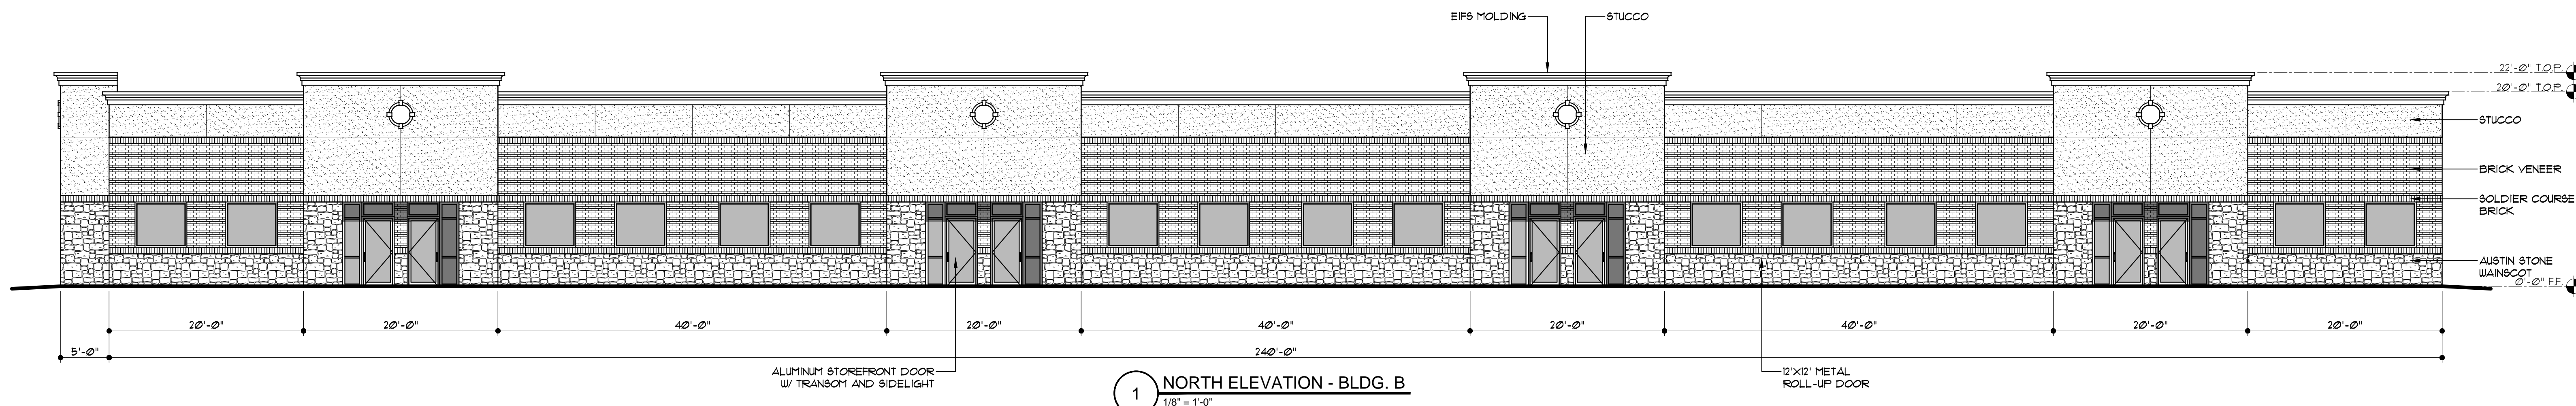 EIFS MOLDING
STUCCO
22'-0" T.O.P.
20'-0" T.O.P.
STUCCO
BRICK VENEER
SOLDIER COURSE
BRICK
AUSTIN STONE
WAINSCOT
0'-0" F.F.
20'-0"
20'-0"
40'-0"
20'-0"
40'-0"
20'-0"
40'-0"
20'-0"
20'-0"
5'-0"
240'-0"
ALUMINUM STOREFRONT DOOR
W/ TRANSOM AND SIDELIGHT
12'X12' METAL
ROLL-UP DOOR
1
NORTH ELEVATION - BLDG. B
1/8" = 1'-0"